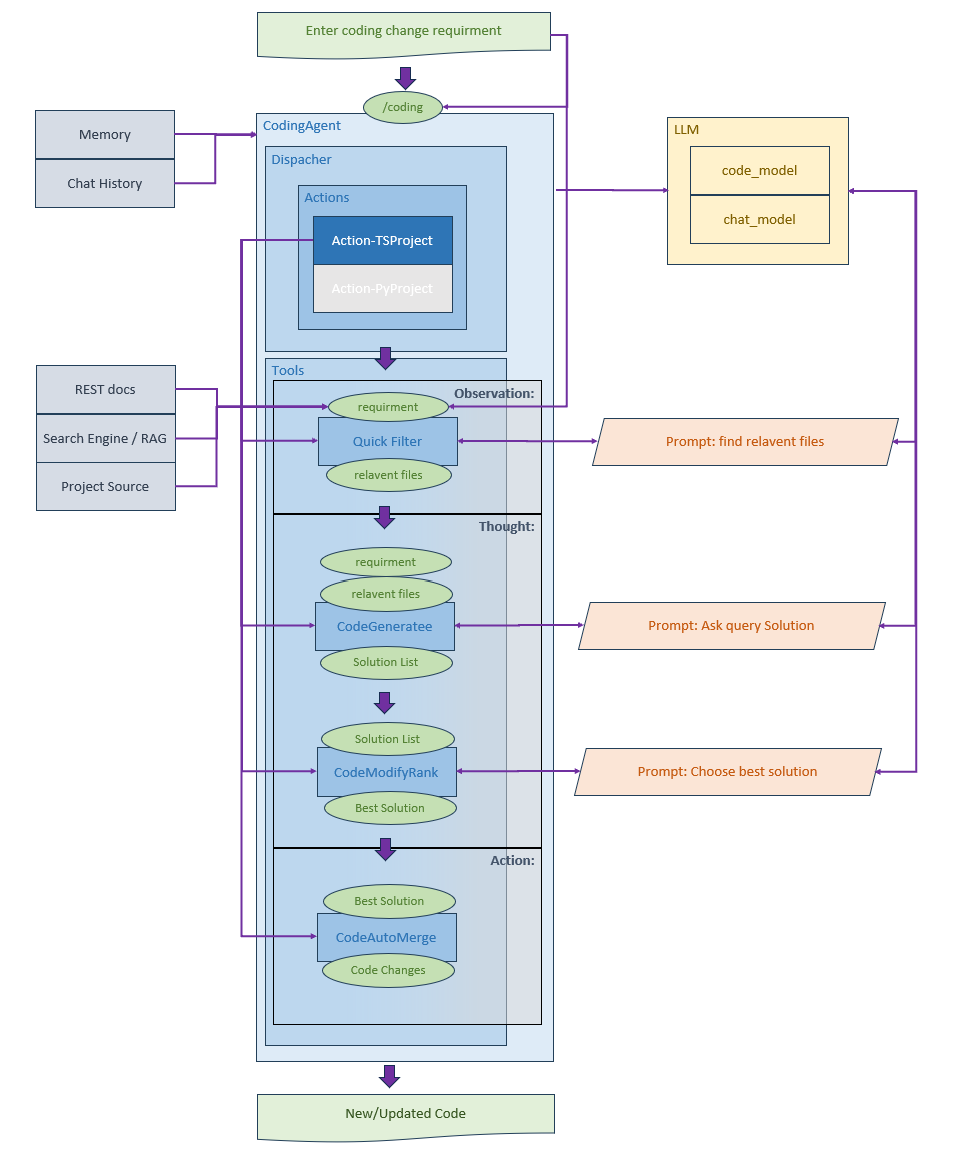 Enter coding change requirment
/coding
CodingAgent
Memory
Chat History
Dispacher
Actions
Action-TSProject
Action-PyProject
LLM
code_model
chat_model
Tools
REST docs
Search Engine / RAG
Project Source
Observation:
requirment
Quick Filter
relavent files
Prompt: find relavent files
Thought:
requirment
relavent files
CodeGeneratee
Solution List
Prompt: Ask query Solution
Solution List
CodeModifyRank
Best Solution
Prompt: Choose best solution
Action:
Best Solution
CodeAutoMerge
Code Changes
New/Updated Code